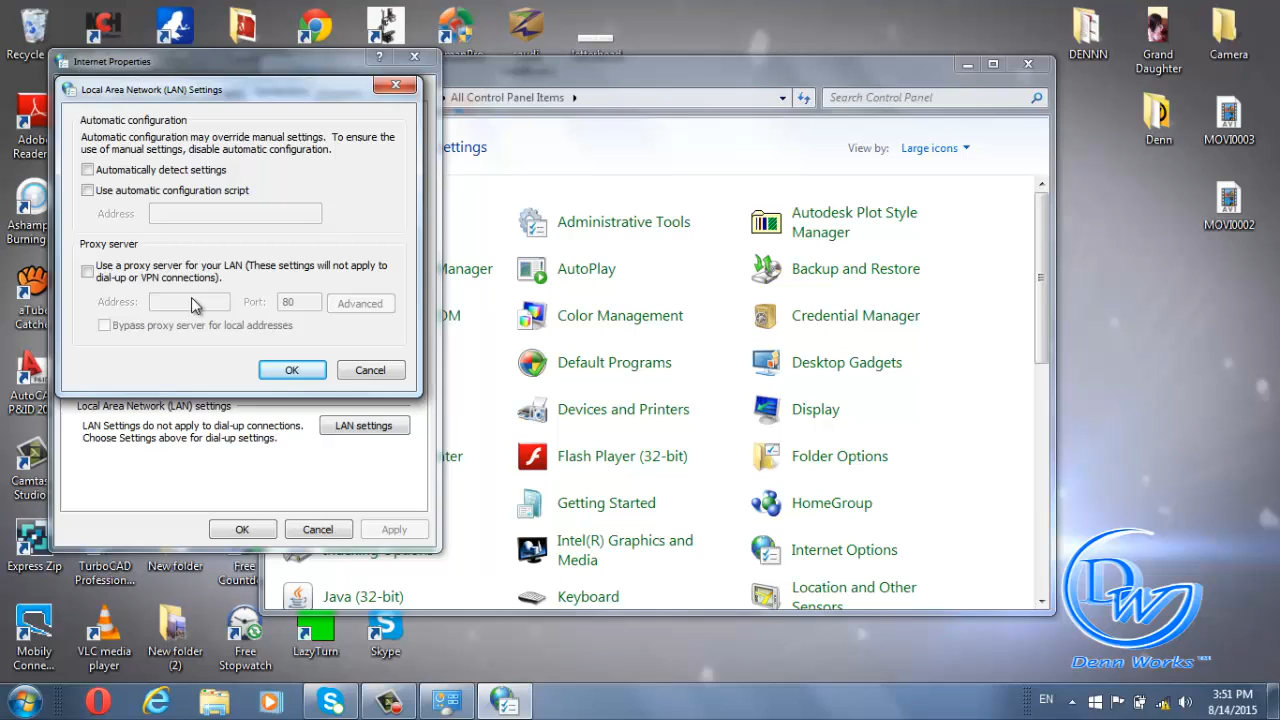 Recycle
DENNN
Grand
Daughter
Camera
Internet Properties
?
Local Area Network (LAN) Settings
All Control Panel Items
Search Control Panel
Automatic configuration
Automatic configuration may override manual settings. To ensure the
use of manual settings, disable automatic configuration.
ettings
View by:
Large icons
Adob
Reader
Denn
MOVI0003
Automatically detect settings
Use automatic configuration script
Address
Administrative Tools
Autodesk Plot Style
Manager
Ashamp
Burning
MOVI0002
Proxy server
Use a proxy server for your LAN (These settings will not apply to
dial-up or VPN connections).
Manager
AutoPlay
Backup and Restore
Address:
Port:
80
Advanced
Bypass proxy server for local addresses
OM
Color Management
Credential Manager
aTube
Catche
OK
Cancel
Default Programs
Desktop Gadgets
AutoCA
P&ID 20
Local Area Network (LAN) settings
LAN Settings do not apply to dial-up connections.
Choose Settings above for dial-up settings.
LAN settings
Devices and Printers
Display
ter
Flash Player (32-bit)
Folder Options
Camtas
Studio
Getting Started
HomeGroup
OK
Cancel
Apply
Intel(R) Graphics and
Media
Internet Options
Express Zip
TurboCAD
Profession...
New folder
Free
Count
Java (32-bit)
Keyboard
Location and Other
Sensors
DW
Denn Works™
Mobily
Conne...
VLC media
player
New folder
(2)
Free
Stopwatch
LazyTurn
Skype
EN
3:51 PM
8/14/2015